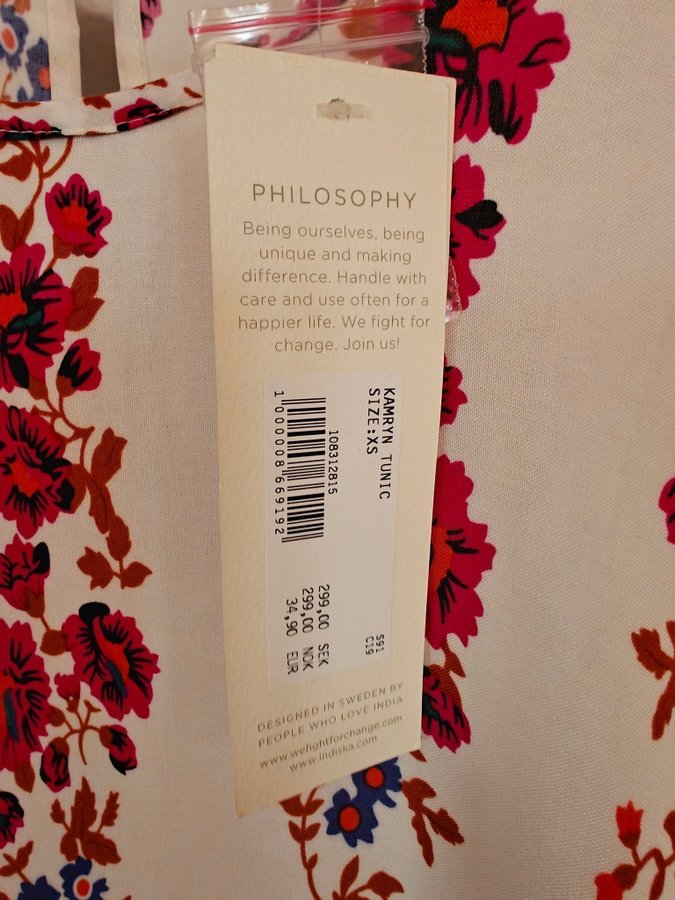 PHILOSOPHY
Being ourselves, being
unique and making
difference. Handle with
care and use often for a
happier life. We fight for
change. Join us!
KAMRYN TUNIC
SIZE:XS
108312815
1000008669192
299,00 SEK
299,00 NOK
34,90 EUR
S91
C19
DESIGNED IN SWEDEN BY
PEOPLE WHO LOVE INDIA
www.wefightforchange.com
www.indiska.com